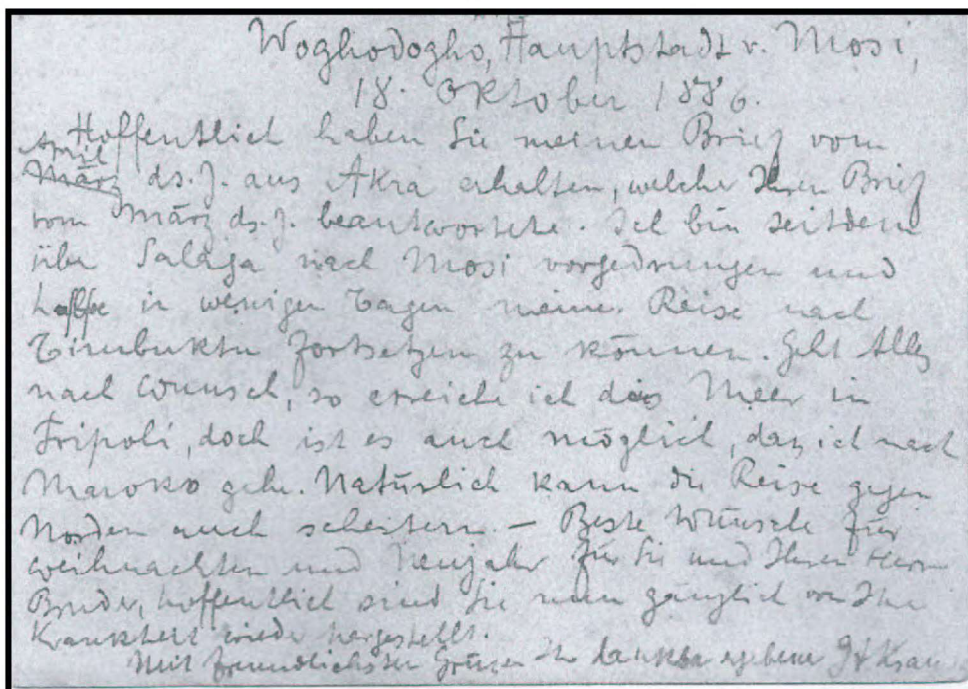 Woghodogho, Hauptstadt v. Mosi,
18. Oktober 1886.
Hoffentlich haben Sie meinen Brief vom
April
März ds. J. aus Akra erhalten, welcher Ihren Brief
vom März ds. J. beantwortete. Ich bin seitdem
über Salaga nach Mosi vorgedrungen und
hoffe in wenigen Tagen meine Reise nach
Timbuktu fortsetzen zu können. Geht Alles
nach Wunsch, so erreiche ich das Meer in
Tripoli, doch ist es auch möglich, daß ich nach
Maroko gehe. Natürlich kann die Reise gegen
Norden auch scheitern. — Beste Wünsche für
Weihnachten und Neujahr für Sie und Ihren Herrn
Bruder, hoffentlich sind Sie nun gänzlich von Ihrer
Krankheit wieder hergestellt.
Mit freundlichsten Grüßen Ihr dankbar ergebener G A Krause